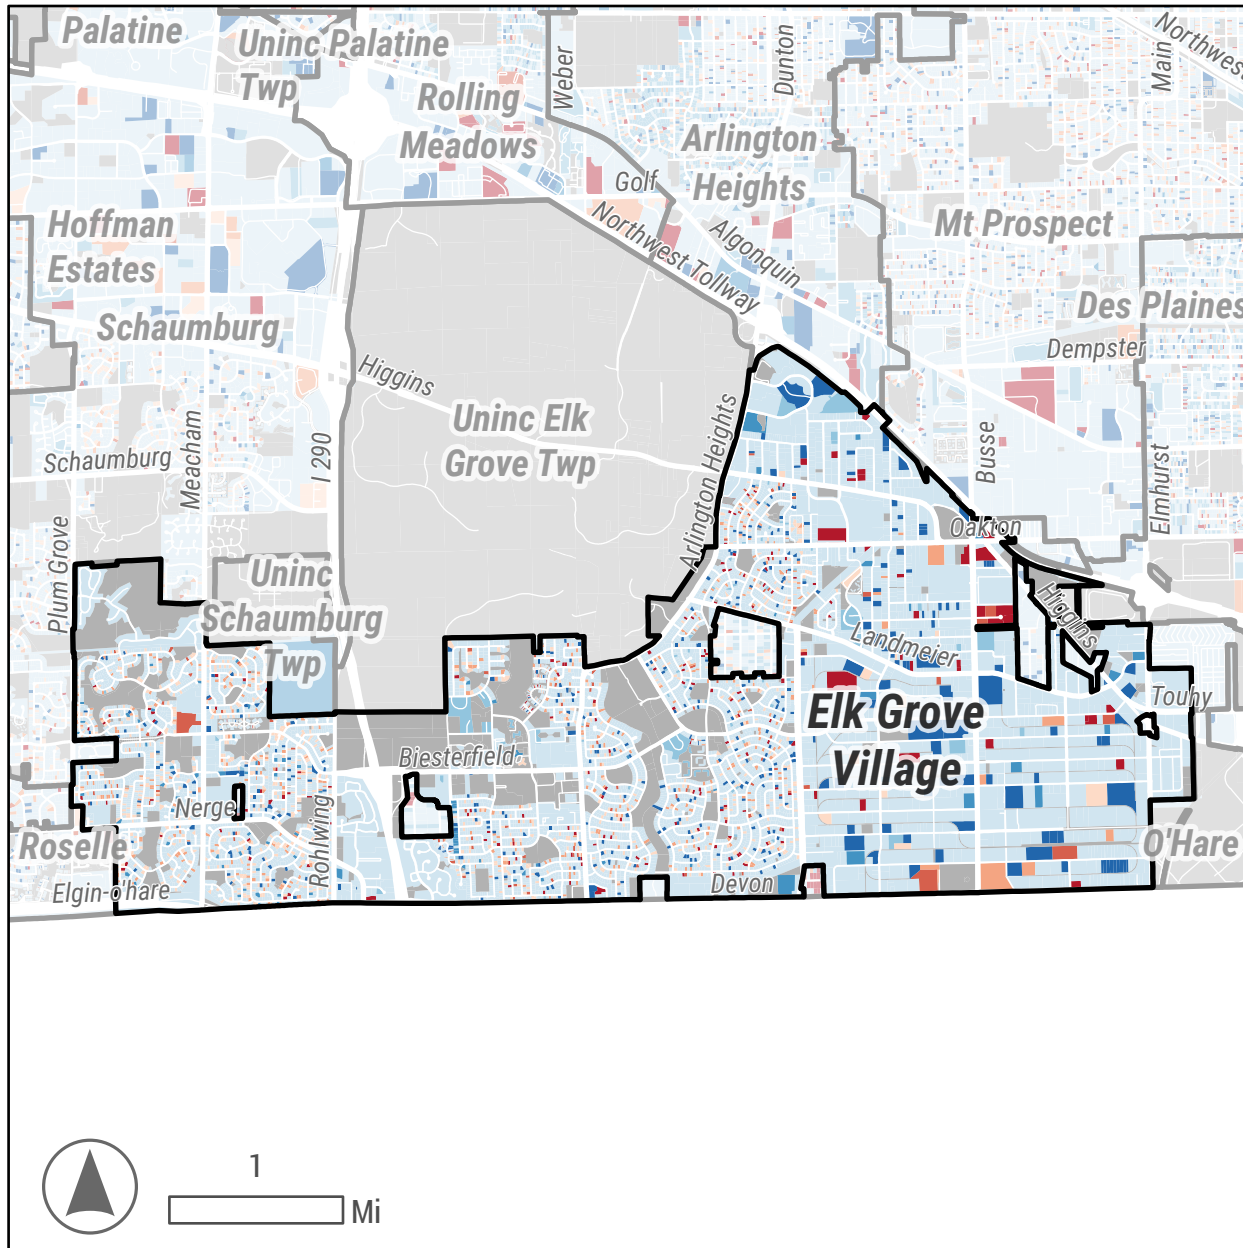 Palatine
Uninc Palatine
Twp
Rolling
Meadows
Weber
Dunton
Main
Northwest
Arlington
Heights
Golf
Hoffman
Estates
Mt Prospect
Northwest Tollway
Algonquin
Schaumburg
Des Plaines
Dempster
Higgins
Uninc Elk
Grove Twp
Arlington Heights
Meacham
Schaumburg
I 290
Busse
Elmhurst
Oakton
Plum Grove
Uninc
Schaumburg
Twp
Higgins
Landmeier
Touhy
Elk Grove
Village
Biesterfield
Nerge
Rohlwing
Roselle
O'Hare
Devon
Elgin-o'hare
1
Mi